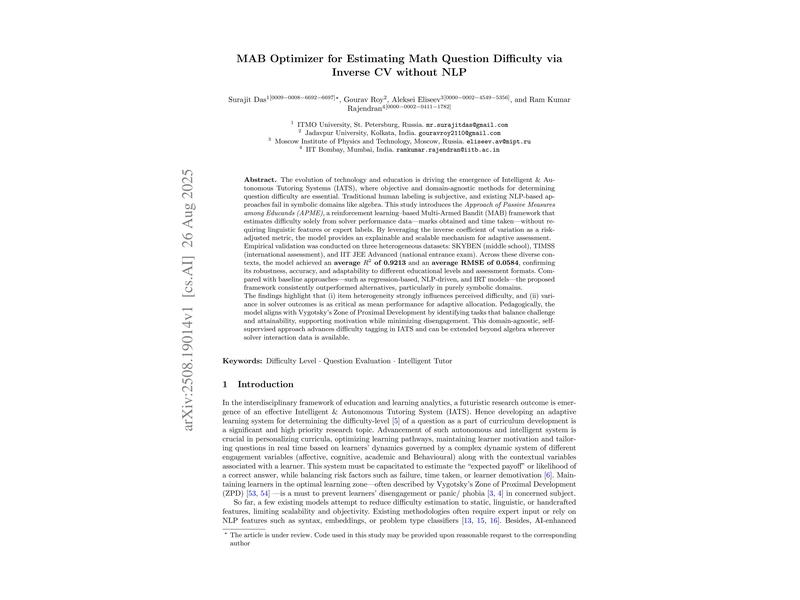 MAB Optimizer for Estimating Math Question Difficulty via
Inverse CV without NLP
Surajit Das1[0009−0008−6692−6697]⋆, Gourav Roy2, Aleksei Eliseev3[0000−0002−4549−5356], and Ram Kumar
Rajendran4[0000−0002−0411−1782]
1 ITMO University, St. Petersburg, Russia. mr.surajitdas@gmail.com
2 Jadavpur University, Kolkata, India. gouravroy2110@gmail.com
3 Moscow Institute of Physics and Technology, Moscow, Russia. eliseev.av@mipt.ru
4 IIT Bombay, Mumbai, India. ramkumar.rajendran@iitb.ac.in
Abstract. The evolution of technology and education is driving the emergence of Intelligent & Au-
tonomous Tutoring Systems (IATS), where objective and domain-agnostic methods for determining
question difficulty are essential. Traditional human labeling is subjective, and existing NLP-based ap-
proaches fail in symbolic domains like algebra. This study introduces the Approach of Passive Measures
among Educands (APME), a reinforcement learning -based Multi-Armed Bandit (MAB) framework that
estimates difficulty solely from solver performance data—marks obtained and time taken—without re-
quiring linguistic features or expert labels. By leveraging the inverse coefficient of variation as a risk-
adjusted metric, the model provides an explainable and scalable mechanism for adaptive assessment.
Empirical validation was conducted on three heterogeneous datasets: SKYBEN (middle school), TIMSS
(international assessment), and IIT JEE Advanced (national entrance exam). Across these diverse con-
texts, the model achieved an average R2 of 0.9213 and an average RMSE of 0.0584, confirming
its robustness, accuracy, and adaptability to different educational levels and assessment formats. Com-
pared with baseline approaches—such as regression-based, NLP-driven, and IRT models—the proposed
framework consistently outperformed alternatives, particularly in purely symbolic domains.
The findings highlight that (i) item heterogeneity strongly influences perceived difficulty, and (ii) vari-
ance in solver outcomes is as critical as mean performance for adaptive allocation. Pedagogically, the
model aligns with Vygotsky's Zone of Proximal Development by identifying tasks that balance challenge
and attainability, supporting motivation while minimizing disengagement. This domain-agnostic, self-
supervised approach advances difficulty tagging in IATS and can be extended beyond algebra wherever
solver interaction data is available.
Keywords: Difficulty Level · Question Evaluation · Intelligent Tutor
1 Introduction
In the interdisciplinary framework of education and learning analytics, a futuristic research outcome is emer-
gence of an effective Intelligent & Autonomous Tutoring System (IATS). Hence developing an adaptive
learning system for determining the difficulty-level [5] of a question as a part of curriculum development is
a significant and high priority research topic. Advancement of such autonomous and intelligent system is
crucial in personalizing curricula, optimizing learning pathways, maintaining learner motivation and tailor-
ing questions in real time based on learners' dynamics governed by a complex dynamic system of different
engagement variables (affective, cognitive, academic and Behavioural) along with the contextual variables
associated with a learner. This system must be capacitated to estimate the "expected payoff" or likelihood of
a correct answer, while balancing risk factors such as failure, time taken, or learner demotivation [6]. Main-
taining learners in the optimal learning zone—often described by Vygotsky's Zone of Proximal Development
(ZPD) [53, 54] —is a must to prevent learners' disengagement or panic/ phobia [3, 4] in concerned subject.
So far, a few existing models attempt to reduce difficulty estimation to static, linguistic, or handcrafted
features, limiting scalability and objectivity. Existing methodologies often require expert input or rely on
NLP features such as syntax, embeddings, or problem type classifiers [13, 15, 16]. Besides, AI-enhanced
⋆ The article is under review. Code used in this study may be provided upon reasonable request to the corresponding
author
arXiv:2508.19014v1 [cs.AI] 26 Aug 2025